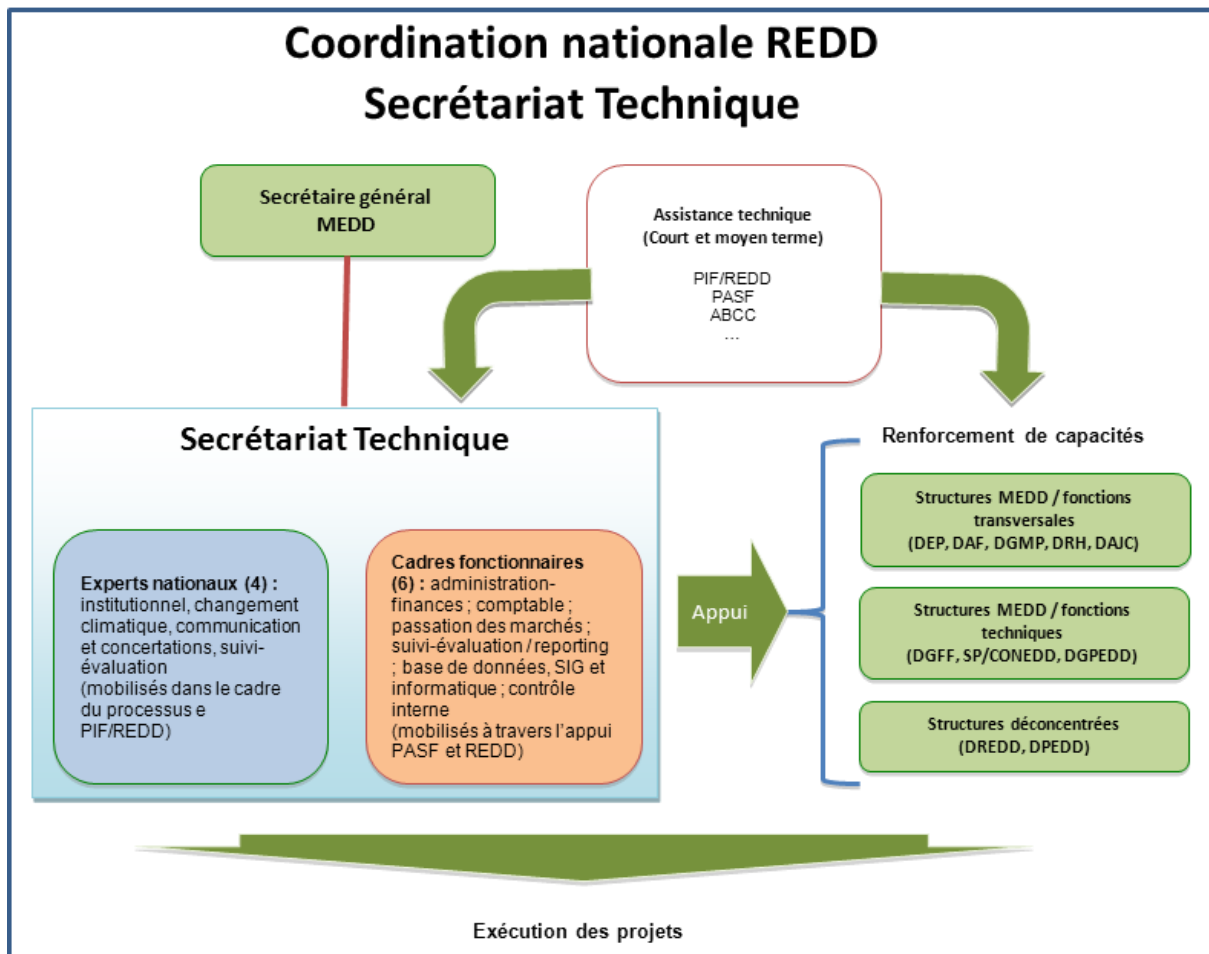 Coordination nationale REDD
Secrétariat Technique
Secrétaire général
MEDD
Assistance technique
(Court et moyen terme)
PIF/REDD
PASF
ABCC
...
Secrétariat Technique
Experts nationaux (4) :
institutionnel, changement
climatique, communication
et concertations, suivi-
évaluation
(mobilisés dans le cadre
du processus e
PIF/REDD)
Cadres fonctionnaires
(6) : administration-
finances ; comptable ;
passation des marchés ;
suivi-évaluation / reporting
; base de données, SIG et
informatique ; contrôle
interne
(mobilisés à travers l'appui
PASF et REDD)
Appui
Renforcement de capacités
Structures MEDD / fonctions
transversales
(DEP, DAF, DGMP, DRH, DAJC)
Structures MEDD / fonctions
techniques
(DGFF, SP/CONEDD, DGPEDD)
Structures déconcentrées
(DREDD, DPEDD)
Exécution des projets